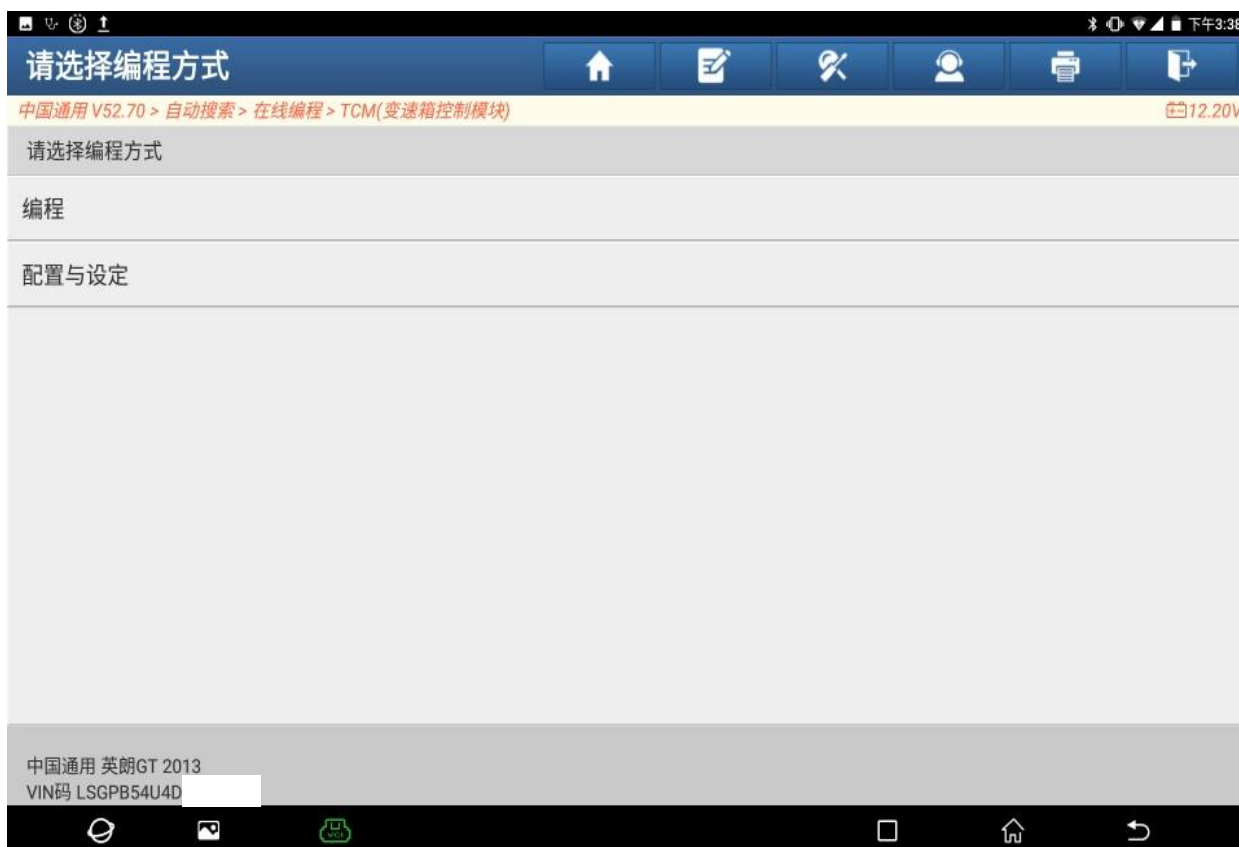 下午3:38
请选择编程方式
中国通用 V52.70 > 自动搜索 > 在线编程 > TCM(变速箱控制模块)
12.20V
请选择编程方式
编程
配置与设定
中国通用 英朗GT 2013
VIN码 LSGPB54U4D
VCI